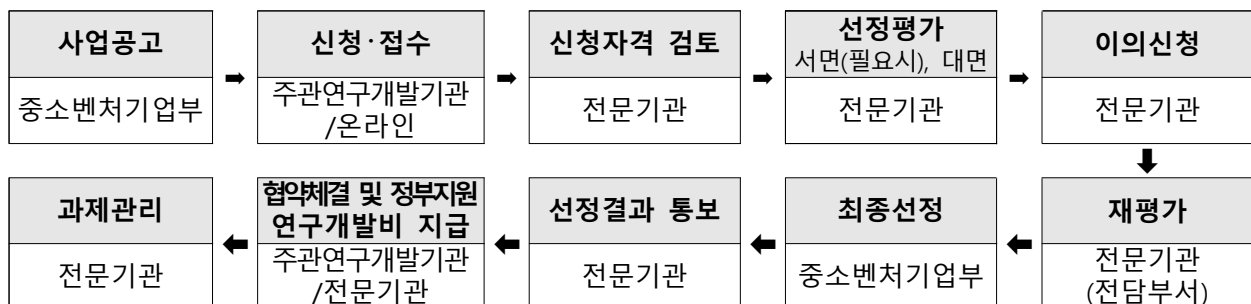 사업공고
중소벤처기업부
신청·접수
주관연구개발기관
/온라인
신청자격 검토
전문기관
선정평가
서면(필요시), 대면
전문기관
이의신청
전문기관
재평가
전문기관
(전담부서)
최종선정
중소벤처기업부
선정결과 통보
전문기관
협약체결 및 정부지원
연구개발비 지급
주관연구개발기관
/전문기관
과제관리
전문기관